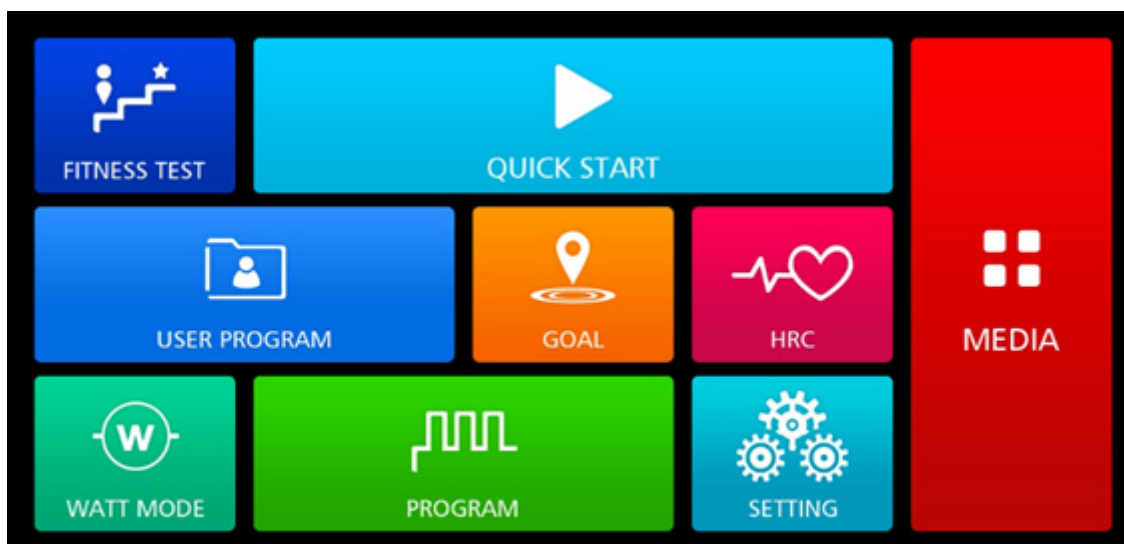 FITNESS TEST
QUICK START
USER PROGRAM
GOAL
HRC
MEDIA
W
WATT MODE
PROGRAM
SETTING